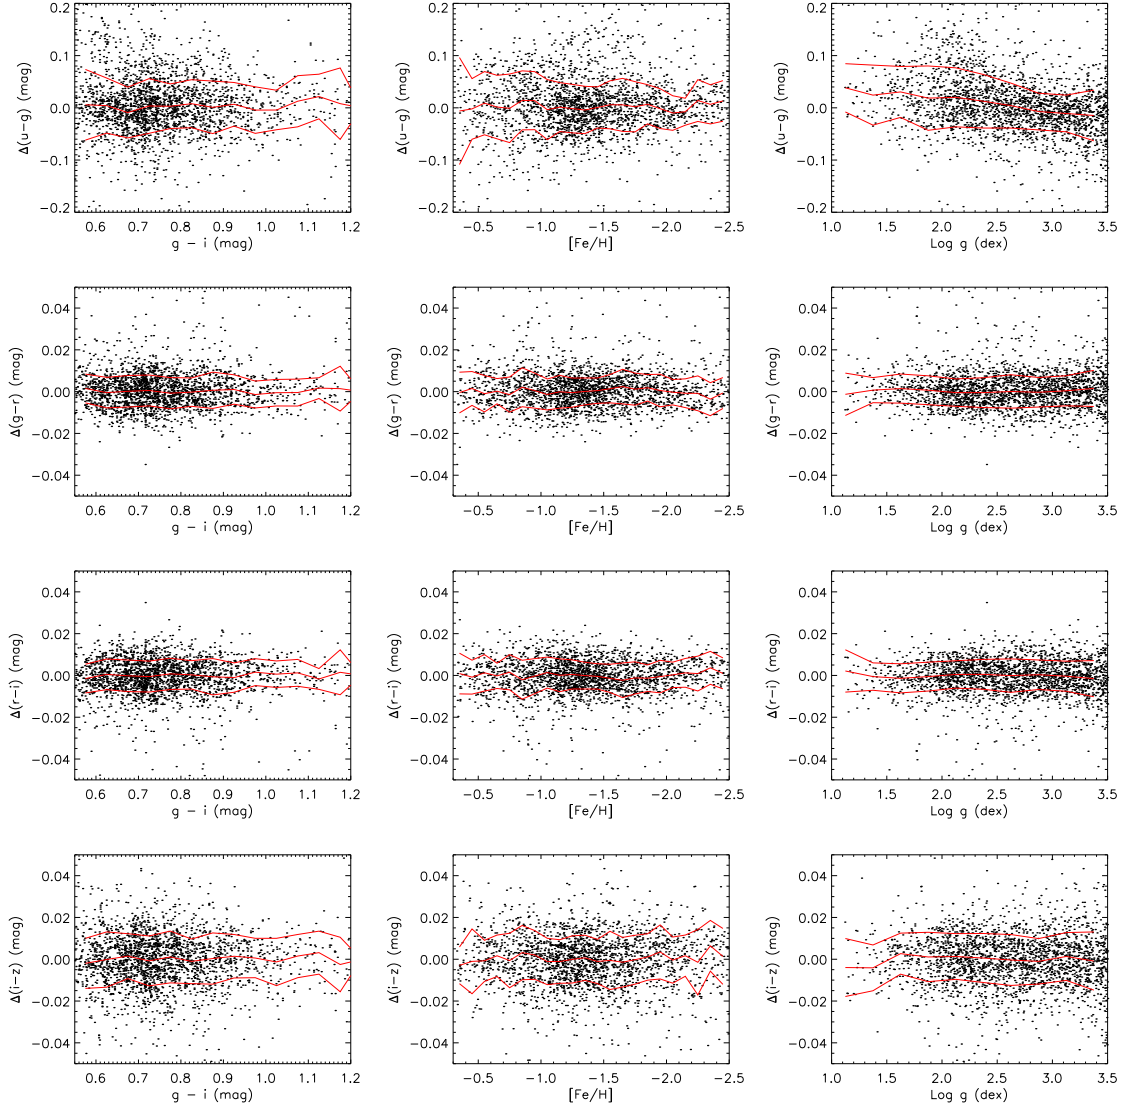 0.2 0.2 0.2
0.1 0.1 0.1
0.0 0.0 0.0
−0.1 −0.1 −0.1
−0.2 −0.2 −0.2
Δ(u−g) (mag) Δ(u−g) (mag) Δ(u−g) (mag)
0.6 0.7 0.8 0.9 1.0 1.1 1.2 −0.5 −1.0 −1.5 −2.0 −2.5 1.0 1.5 2.0 2.5 3.0 3.5
g − i (mag) [Fe/H] Log g (dex)
0.04 0.04 0.04
0.02 0.02 0.02
0.00 0.00 0.00
−0.02 −0.02 −0.02
−0.04 −0.04 −0.04
Δ(g−r) (mag) Δ(g−r) (mag) Δ(g−r) (mag)
0.6 0.7 0.8 0.9 1.0 1.1 1.2 −0.5 −1.0 −1.5 −2.0 −2.5 1.0 1.5 2.0 2.5 3.0 3.5
g − i (mag) [Fe/H] Log g (dex)
0.04 0.04 0.04
0.02 0.02 0.02
0.00 0.00 0.00
−0.02 −0.02 −0.02
−0.04 −0.04 −0.04
Δ(r−i) (mag) Δ(r−i) (mag) Δ(r−i) (mag)
0.6 0.7 0.8 0.9 1.0 1.1 1.2 −0.5 −1.0 −1.5 −2.0 −2.5 1.0 1.5 2.0 2.5 3.0 3.5
g − i (mag) [Fe/H] Log g (dex)
0.04 0.04 0.04
0.02 0.02 0.02
0.00 0.00 0.00
−0.02 −0.02 −0.02
−0.04 −0.04 −0.04
Δ(i−z) (mag) Δ(i−z) (mag) Δ(i−z) (mag)
0.6 0.7 0.8 0.9 1.0 1.1 1.2 −0.5 −1.0 −1.5 −2.0 −2.5 1.0 1.5 2.0 2.5 3.0 3.5
g − i (mag) [Fe/H] Log g (dex)